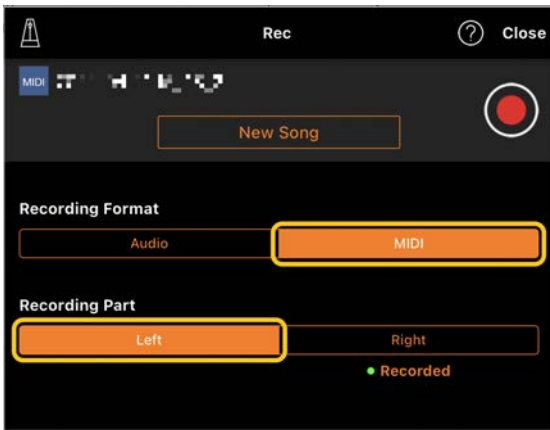 Rec
? Close
MIDI
New Song
Recording Format
Audio MIDI
Recording Part
Left Right
Recorded